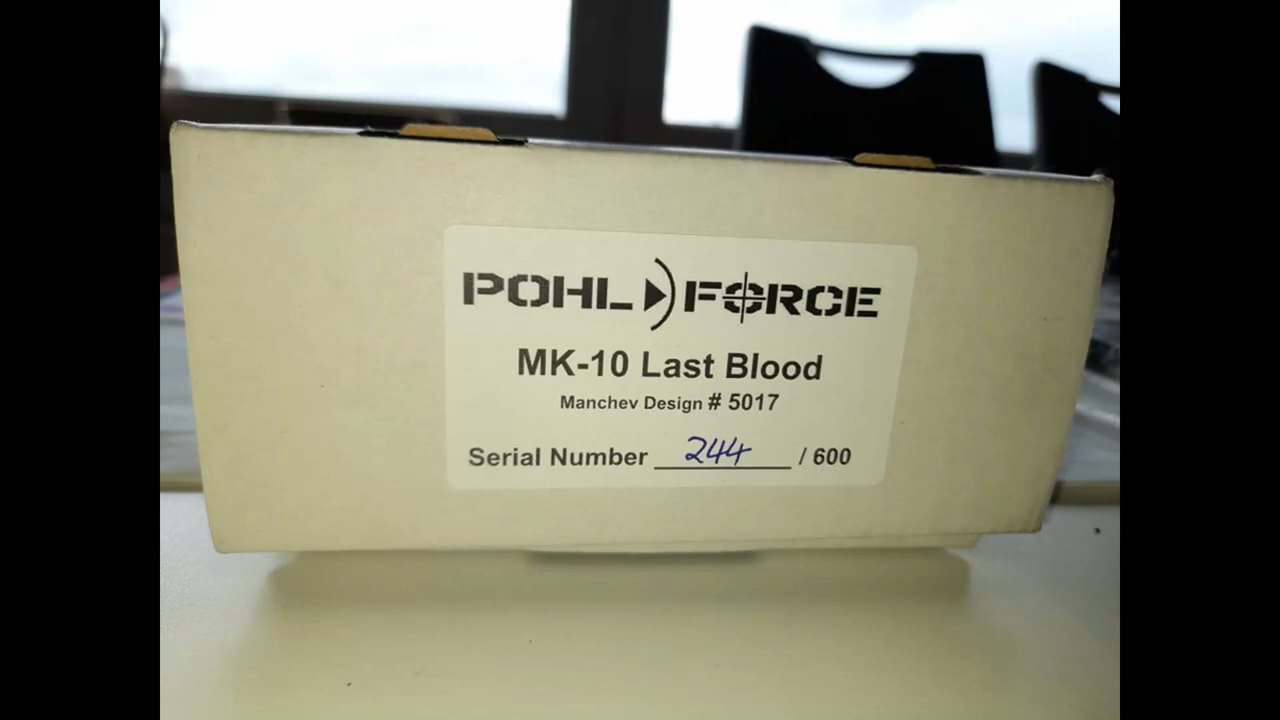 POHL FORCE
MK-10 Last Blood
Manchev Design # 5017
Serial Number 244 / 600